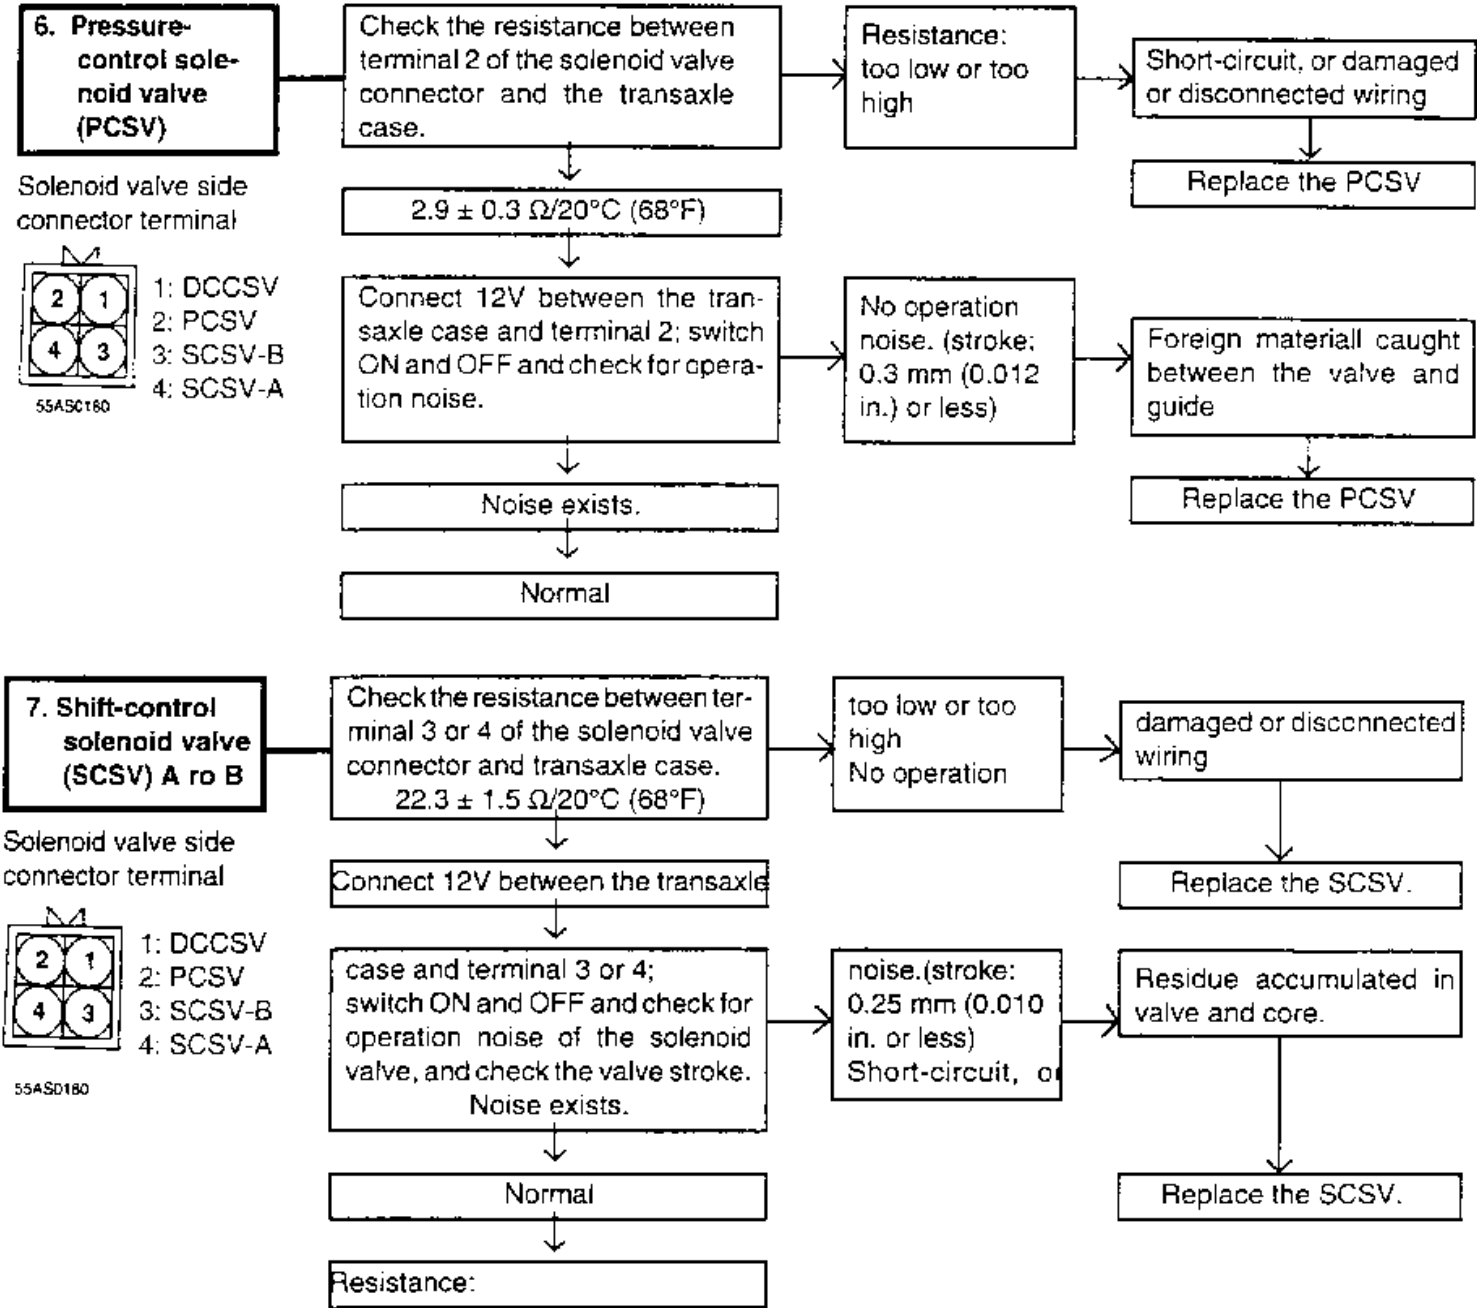 6. Pressure-
control sole-
noid valve
(PCSV)
Check the resistance between
terminal 2 of the solenoid valve
connector and the transaxle
case.
Resistance:
too low or too
high
Short-circuit, or damaged
or disconnected wiring
Replace the PCSV
2.9 ± 0.3 Ω/20°C (68°F)
Solenoid valve side
connector terminal
2 1
4 3
1: DCCSV
2: PCSV
3: SCSV-B
4: SCSV-A
55AS0160
Connect 12V between the tran-
saxle case and terminal 2; switch
ON and OFF and check for opera-
tion noise.
No operation
noise. (stroke:
0.3 mm (0.012
in.) or less)
Foreign materiall caught
between the valve and
guide
Replace the PCSV
Noise exists.
Normal
7. Shift-control
solenoid valve
(SCSV) A ro B
Check the resistance between ter-
minal 3 or 4 of the solenoid valve
connector and transaxle case.
22.3 ± 1.5 Ω/20°C (68°F)
too low or too
high
No operation
damaged or disconnected
wiring
Replace the SCSV.
Solenoid valve side
connector terminal
2 1
4 3
1: DCCSV
2: PCSV
3: SCSV-B
4: SCSV-A
55AS0160
Connect 12V between the transaxle
case and terminal 3 or 4;
switch ON and OFF and check for
operation noise of the solenoid
valve, and check the valve stroke.
Noise exists.
noise.(stroke:
0.25 mm (0.010
in. or less)
Short-circuit, or
Residue accumulated in
valve and core.
Replace the SCSV.
Normal
Resistance: